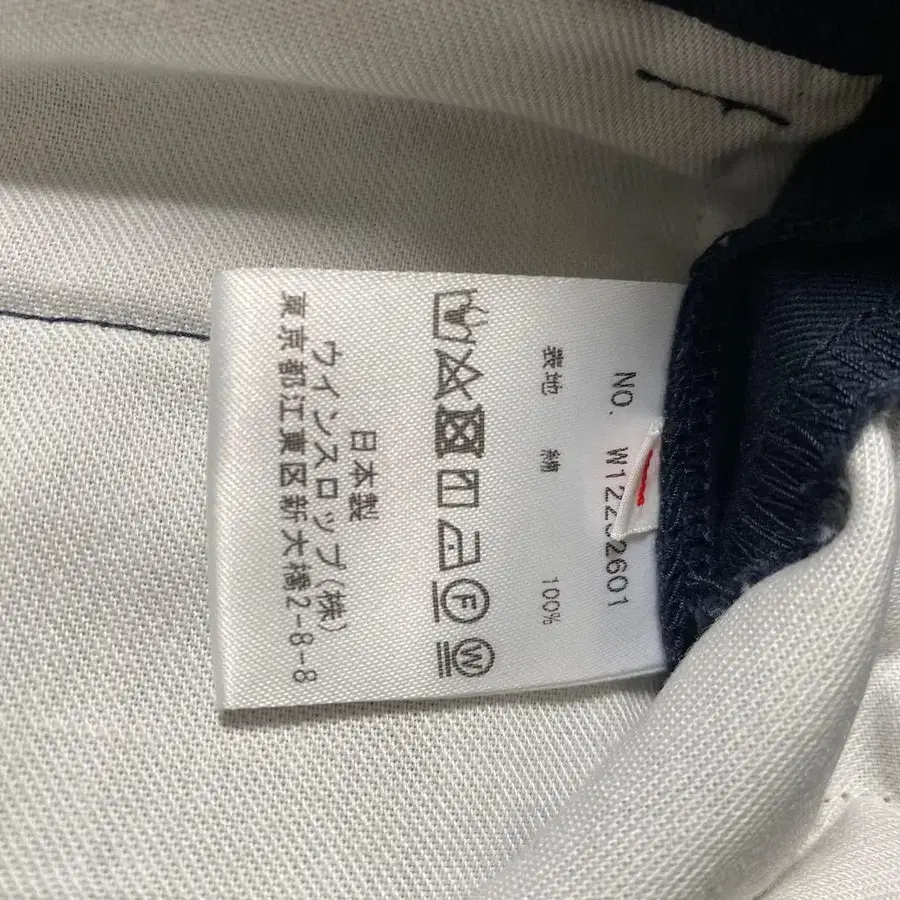 NO.
表地 綿 100%
F W
日本製
ウインスロップ(株)
東京都江東区新大橋2-8-8